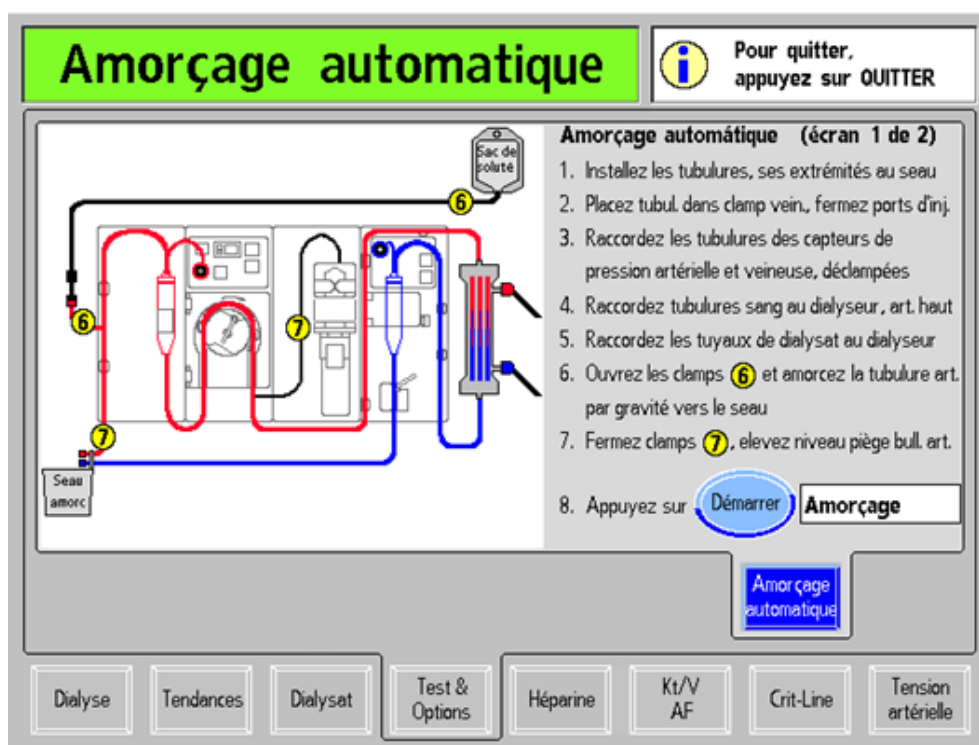 Amorçage automatique
Pour quitter,
appuyez sur QUITTER
Sac de
soluté
6
6
7
7
Seau
amorc
Amorçage automátique (écran 1 de 2)
1. Installez les tubulures, ses extrémités au seau
2. Placez tubul. dans clamp vein., fermez ports d'inj.
3. Raccordez les tubulures des capteurs de
pression artérielle et veineuse, déclampées
4. Raccordez tubulures sang au dialyseur, art. haut
5. Raccordez les tuyaux de dialysat au dialyseur
6. Ouvrez les clamps 6 et amorcez la tubulure art.
par gravité vers le seau
7. Fermez clamps 7, elevez niveau piège bull. art.
8. Appuyez sur Démarrer Amorçage
Amorçage
automatique
Dialyse
Tendances
Dialysat
Test &
Options
Héparine
Kt/V
AF
Crit-Line
Tension
artérielle